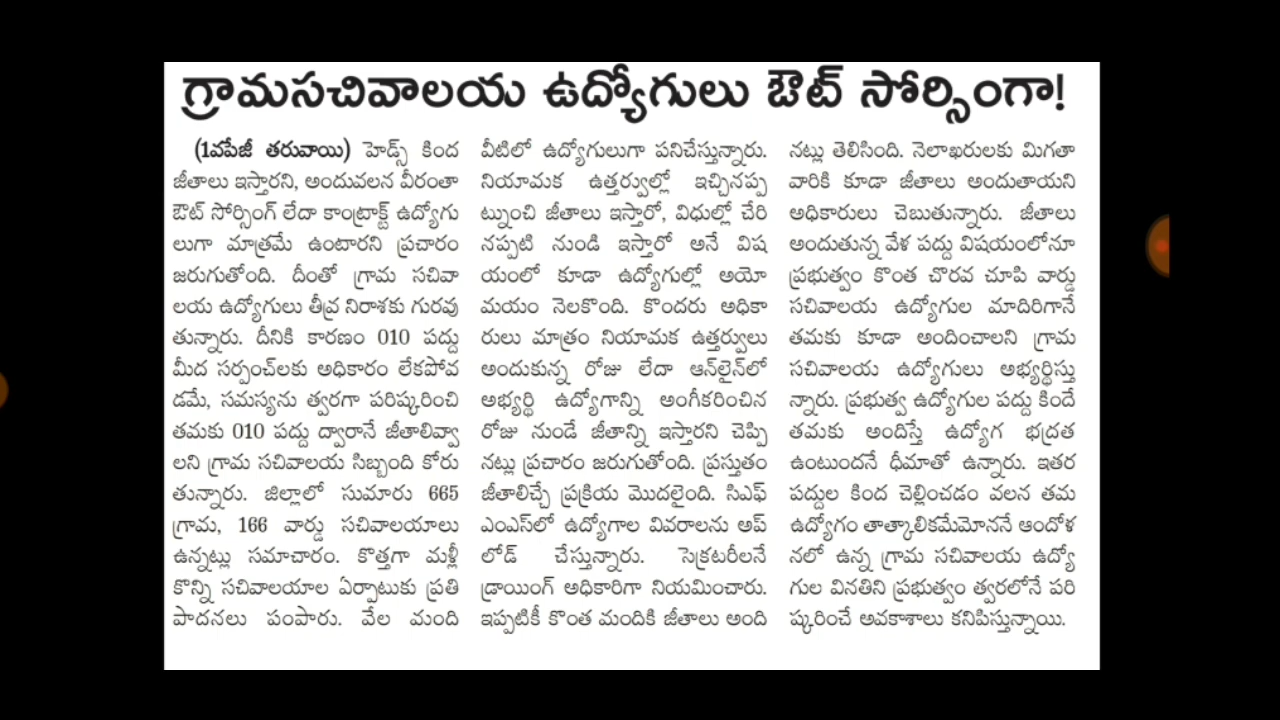 గ్రామసచివాలయ ఉద్యోగులు ఔట్ సోర్సింగా!
(1వపేజీ తరువాయి) హెడ్స్ కింద
జీతాలు ఇస్తారని, అందువలన వీరంతా
ఔట్ సోర్సింగ్ లేదా కాంట్రాక్ట్ ఉద్యోగు
లుగా మాత్రమే ఉంటారని ప్రచారం
జరుగుతోంది. దీంతో గ్రామ సచివా
లయ ఉద్యోగులు తీవ్ర నిరాశకు గురవు
తున్నారు. దీనికి కారణం 010 పద్దు
మీద సర్పంచ్‌లకు అధికారం లేకపోవ
డమే, సమస్యను త్వరగా పరిష్కరించి
తమకు 010 పద్దు ద్వారానే జీతాలివ్వా
లని గ్రామ సచివాలయ సిబ్బంది కోరు
తున్నారు. జిల్లాలో సుమారు 665
గ్రామ, 166 వార్డు సచివాలయాలు
ఉన్నట్లు సమాచారం. కొత్తగా మళ్లీ
కొన్ని సచివాలయాల ఏర్పాటుకు ప్రతి
పాదనలు పంపారు. వేల మంది
వీటిలో ఉద్యోగులుగా పనిచేస్తున్నారు.
నియామక ఉత్తర్వుల్లో ఇచ్చినప్ప
ట్నుంచి జీతాలు ఇస్తారో, విధుల్లో చేరి
నప్పటి నుండి ఇస్తారో అనే విష
యంలో కూడా ఉద్యోగుల్లో అయో
మయం నెలకొంది. కొందరు అధికా
రులు మాత్రం నియామక ఉత్తర్వులు
అందుకున్న రోజు లేదా ఆన్‌లైన్‌లో
అభ్యర్థి ఉద్యోగాన్ని అంగీకరించిన
రోజు నుండే జీతాన్ని ఇస్తారని చెప్పి
నట్లు ప్రచారం జరుగుతోంది. ప్రస్తుతం
జీతాలిచ్చే ప్రక్రియ మొదలైంది. సిఎఫ్
ఎంఎస్‌లో ఉద్యోగాల వివరాలను అప్
లోడ్ చేస్తున్నారు. సెక్రటరీలనే
డ్రాయింగ్ అధికారిగా నియమించారు.
ఇప్పటికీ కొంత మందికి జీతాలు అంది
నట్లు తెలిసింది. నెలాఖరులకు మిగతా
వారికి కూడా జీతాలు అందుతాయని
అధికారులు చెబుతున్నారు. జీతాలు
అందుతున్న వేళ పద్దు విషయంలోనూ
ప్రభుత్వం కొంత చొరవ చూపి వార్డు
సచివాలయ ఉద్యోగుల మాదిరిగానే
తమకు కూడా అందించాలని గ్రామ
సచివాలయ ఉద్యోగులు అభ్యర్థిస్తు
న్నారు. ప్రభుత్వ ఉద్యోగుల పద్దు కిందే
తమకు అందిస్తే ఉద్యోగ భద్రత
ఉంటుందనే ధీమాతో ఉన్నారు. ఇతర
పద్దుల కింద చెల్లించడం వలన తమ
ఉద్యోగం తాత్కాలికమేమోననే ఆందోళ
నలో ఉన్న గ్రామ సచివాలయ ఉద్యో
గుల వినతిని ప్రభుత్వం త్వరలోనే పరి
ష్కరించే అవకాశాలు కనిపిస్తున్నాయి.